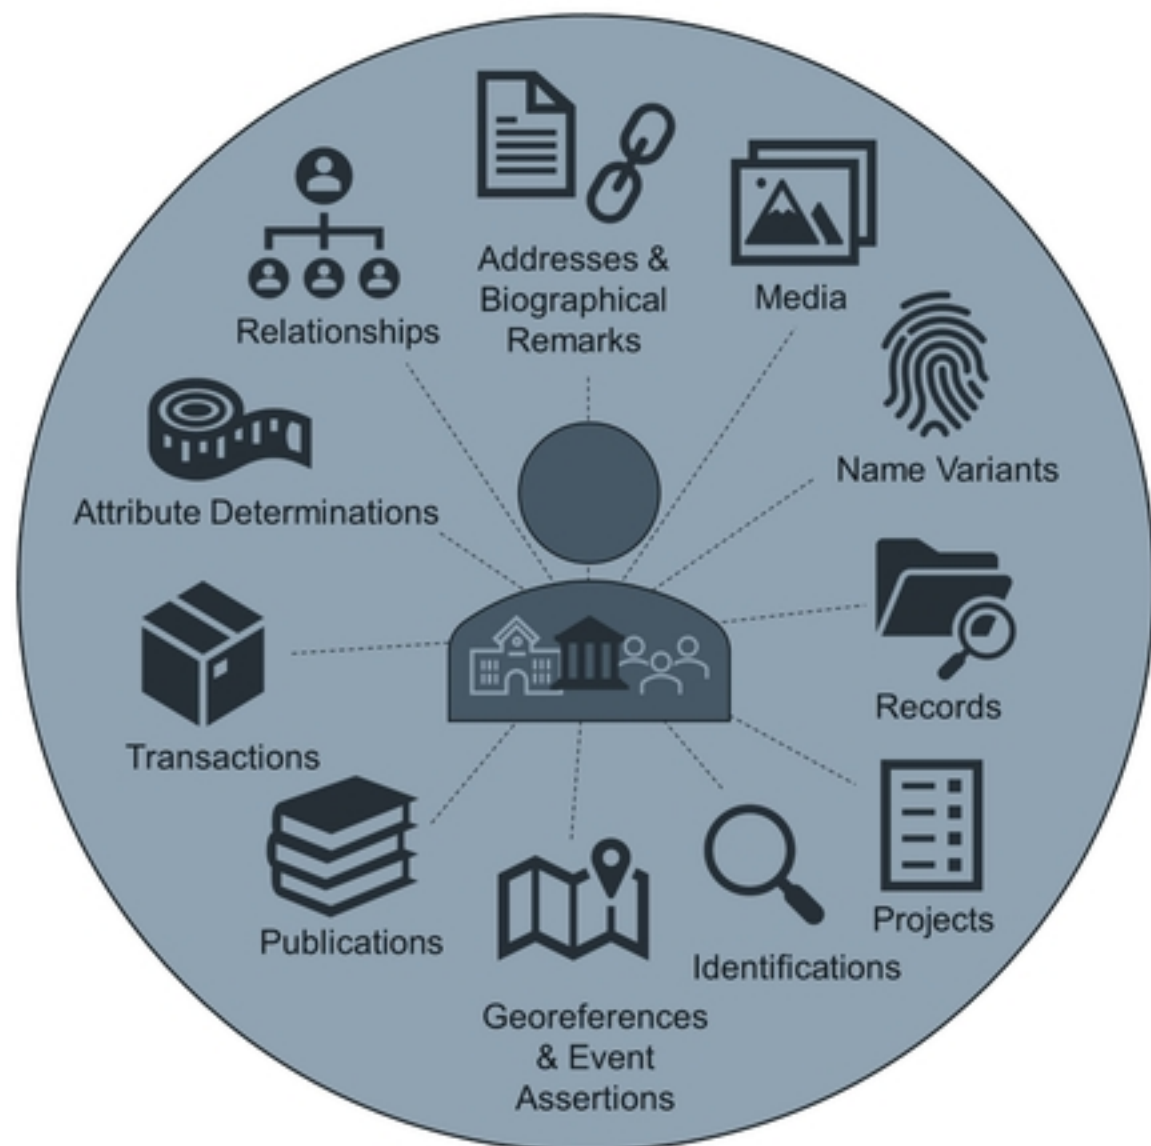 Addresses &
Biographical
Remarks
Media
Relationships
Name Variants
Attribute Determinations
Records
Transactions
Projects
Publications
Identifications
Georeferences
& Event
Assertions